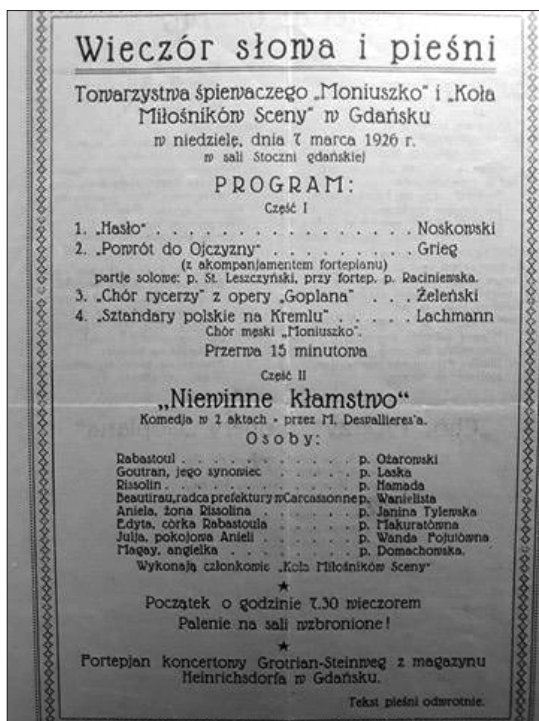 Wieczór słowa i pieśni
Towarzystwa śpiewaczego „Moniuszko" i „Koła
Miłośników Sceny" w Gdańsku
w niedzielę, dnia 7 marca 1926 r.
w sali Stoczni gdańskiej
PROGRAM:
Część I
1. „Hasło" . . . . . . . . . . . . . . . . Noskowski
2. „Powrót do Ojczyzny" . . . . . . . . . Grieg
(z akompanjamentem fortepianu)
partje solowe: p. St. Leszczyński, przy fortep. p. Raciniewska.
3. „Chór rycerzy" z opery „Goplana" . . . Żeleński
4. „Sztandary polskie na Kremlu" . . . . . Lachmann
Chór męski „Moniuszko".
Przerwa 15 minutowa
Część II
„Niewinne kłamstwo"
Komedja w 2 aktach - przez M. Desvallieres'a.
Osoby:
Rabastoul . . . . . . . . . . . p. Ożarowski
Goutran, jego synowiec . . . . . . p. Laska
Rissolin . . . . . . . . . . . p. Hamada
Beautirau, radca prefektury w Carcassonne p. Wanielista
Aniela, żona Rissolina . . . . . . p. Janina Tylewska
Edyta, córka Rabastoula . . . . . . p. Makuratówna
Julja, pokojowa Anieli . . . . . . p. Wanda Pojutówna
Magay, angielka . . . . . . . . p. Domachowska.
Wykonają członkowie „Koła Miłośników Sceny"
Początek o godzinie 7.30 wieczorem
Palenie na sali wzbronione!
Fortepjan koncertowy Grotrian-Steinweg z magazynu
Heinrichsdorfa w Gdańsku.
Tekst pieśni odwrotnie.